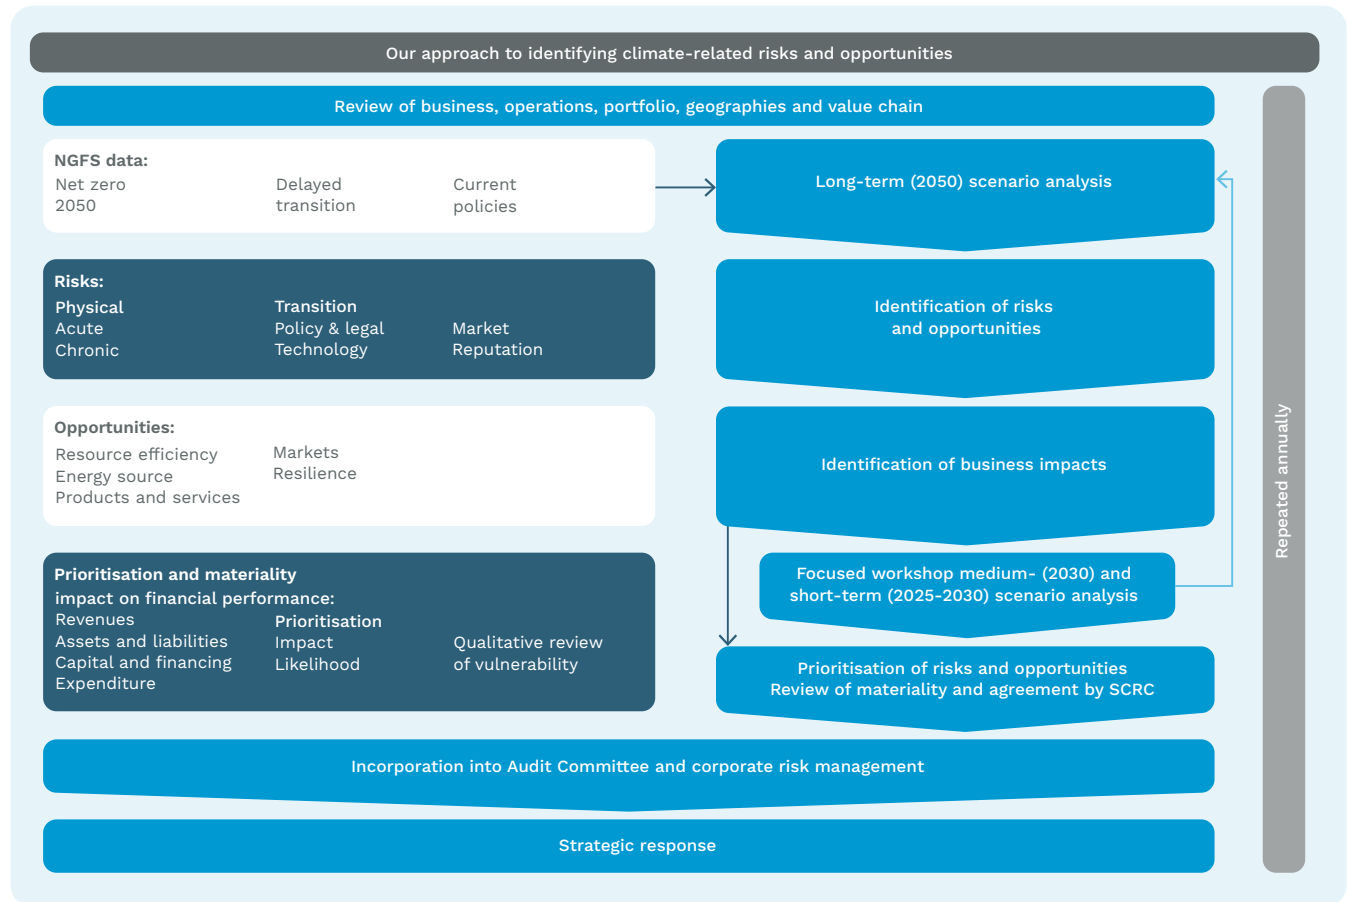 Our approach to identifying climate-related risks and opportunities
Review of business, operations, portfolio, geographies and value chain
NGFS data:
Net zero
2050
Delayed
transition
Current
policies
Long-term (2050) scenario analysis
Risks:
Physical
Acute
Chronic
Transition
Policy & legal
Technology
Market
Reputation
Identification of risks
and opportunities
Opportunities:
Resource efficiency
Energy source
Products and services
Markets
Resilience
Identification of business impacts
Focused workshop medium- (2030) and
short-term (2025-2030) scenario analysis
Prioritisation and materiality
impact on financial performance:
Revenues
Assets and liabilities
Capital and financing
Expenditure
Prioritisation
Impact
Likelihood
Qualitative review
of vulnerability
Prioritisation of risks and opportunities
Review of materiality and agreement by SCRC
Incorporation into Audit Committee and corporate risk management
Strategic response
Repeated annually